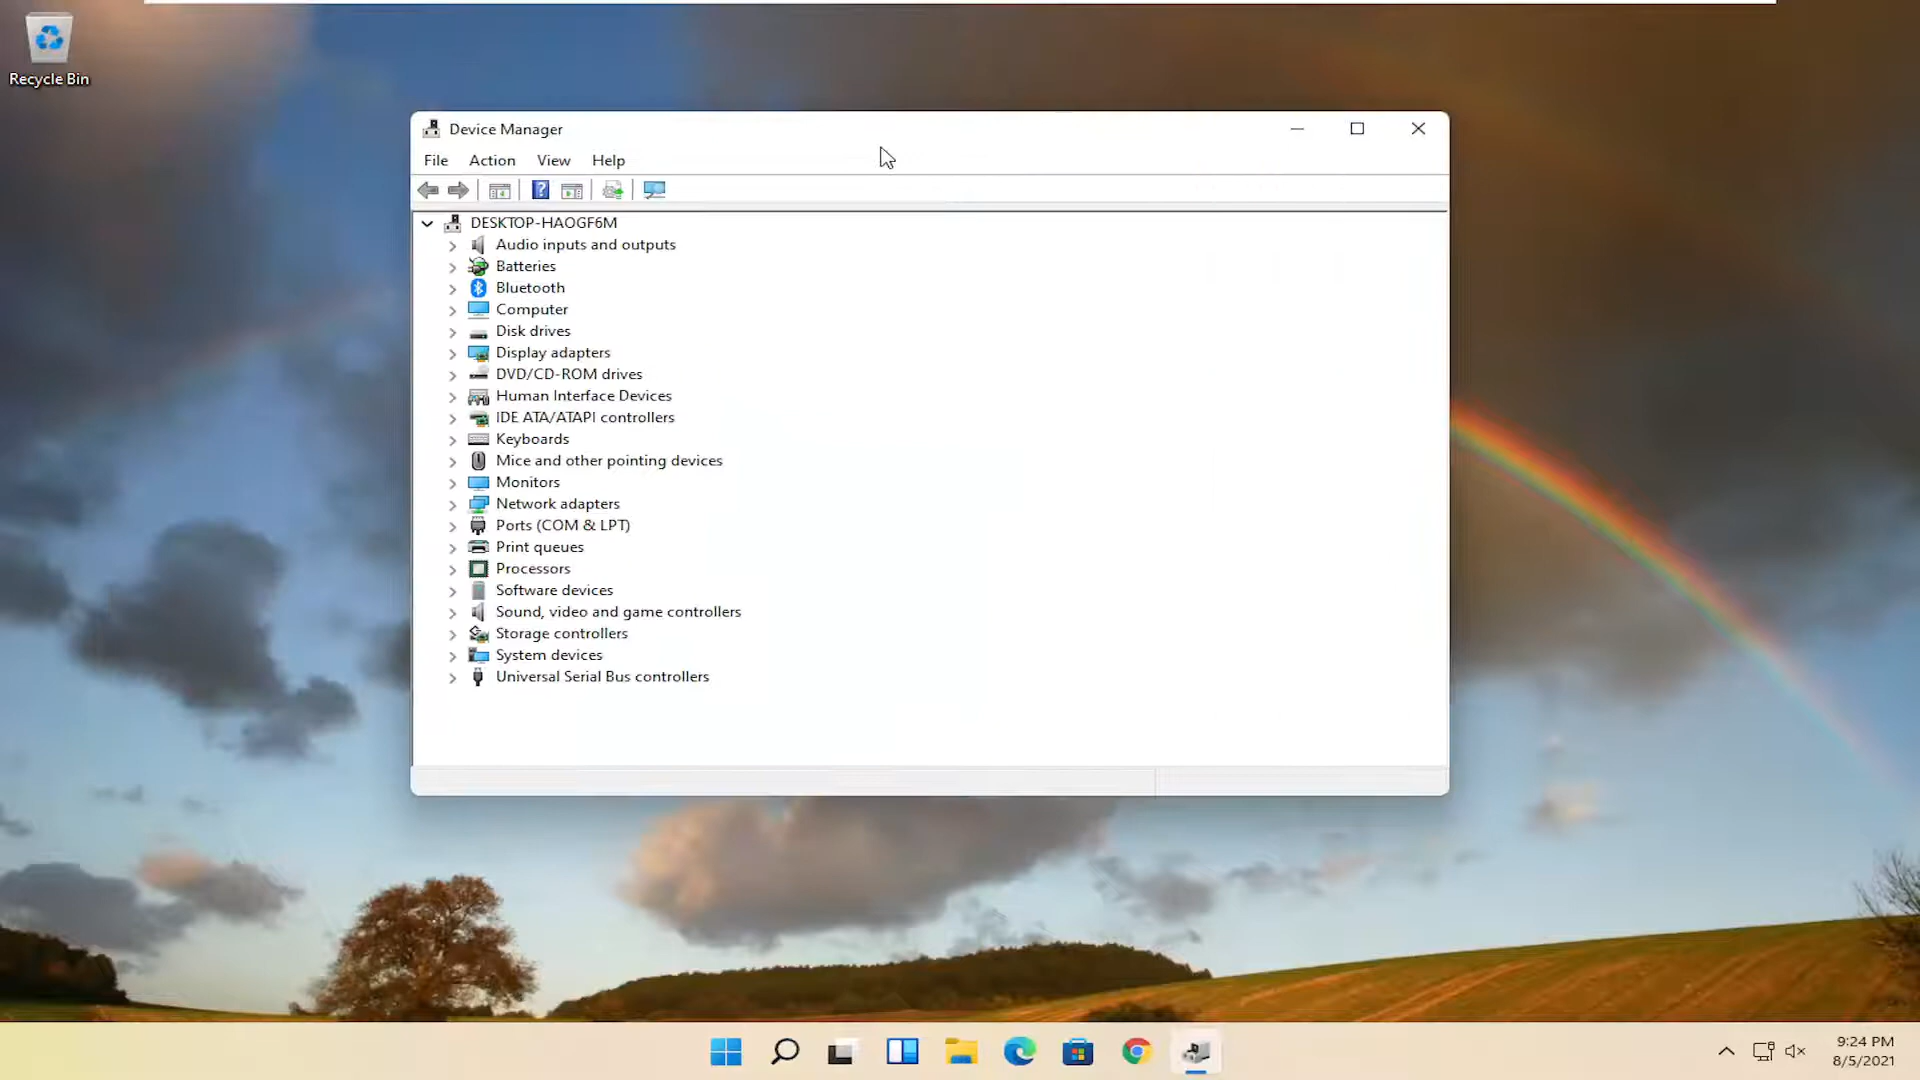 Recycle Bin
Device Manager
File Action View Help
DESKTOP-HAOGF6M
Audio inputs and outputs
Batteries
Bluetooth
Computer
Disk drives
Display adapters
DVD/CD-ROM drives
Human Interface Devices
IDE ATA/ATAPI controllers
Keyboards
Mice and other pointing devices
Monitors
Network adapters
Ports (COM & LPT)
Print queues
Processors
Software devices
Sound, video and game controllers
Storage controllers
System devices
Universal Serial Bus controllers
9:24 PM
8/5/2021